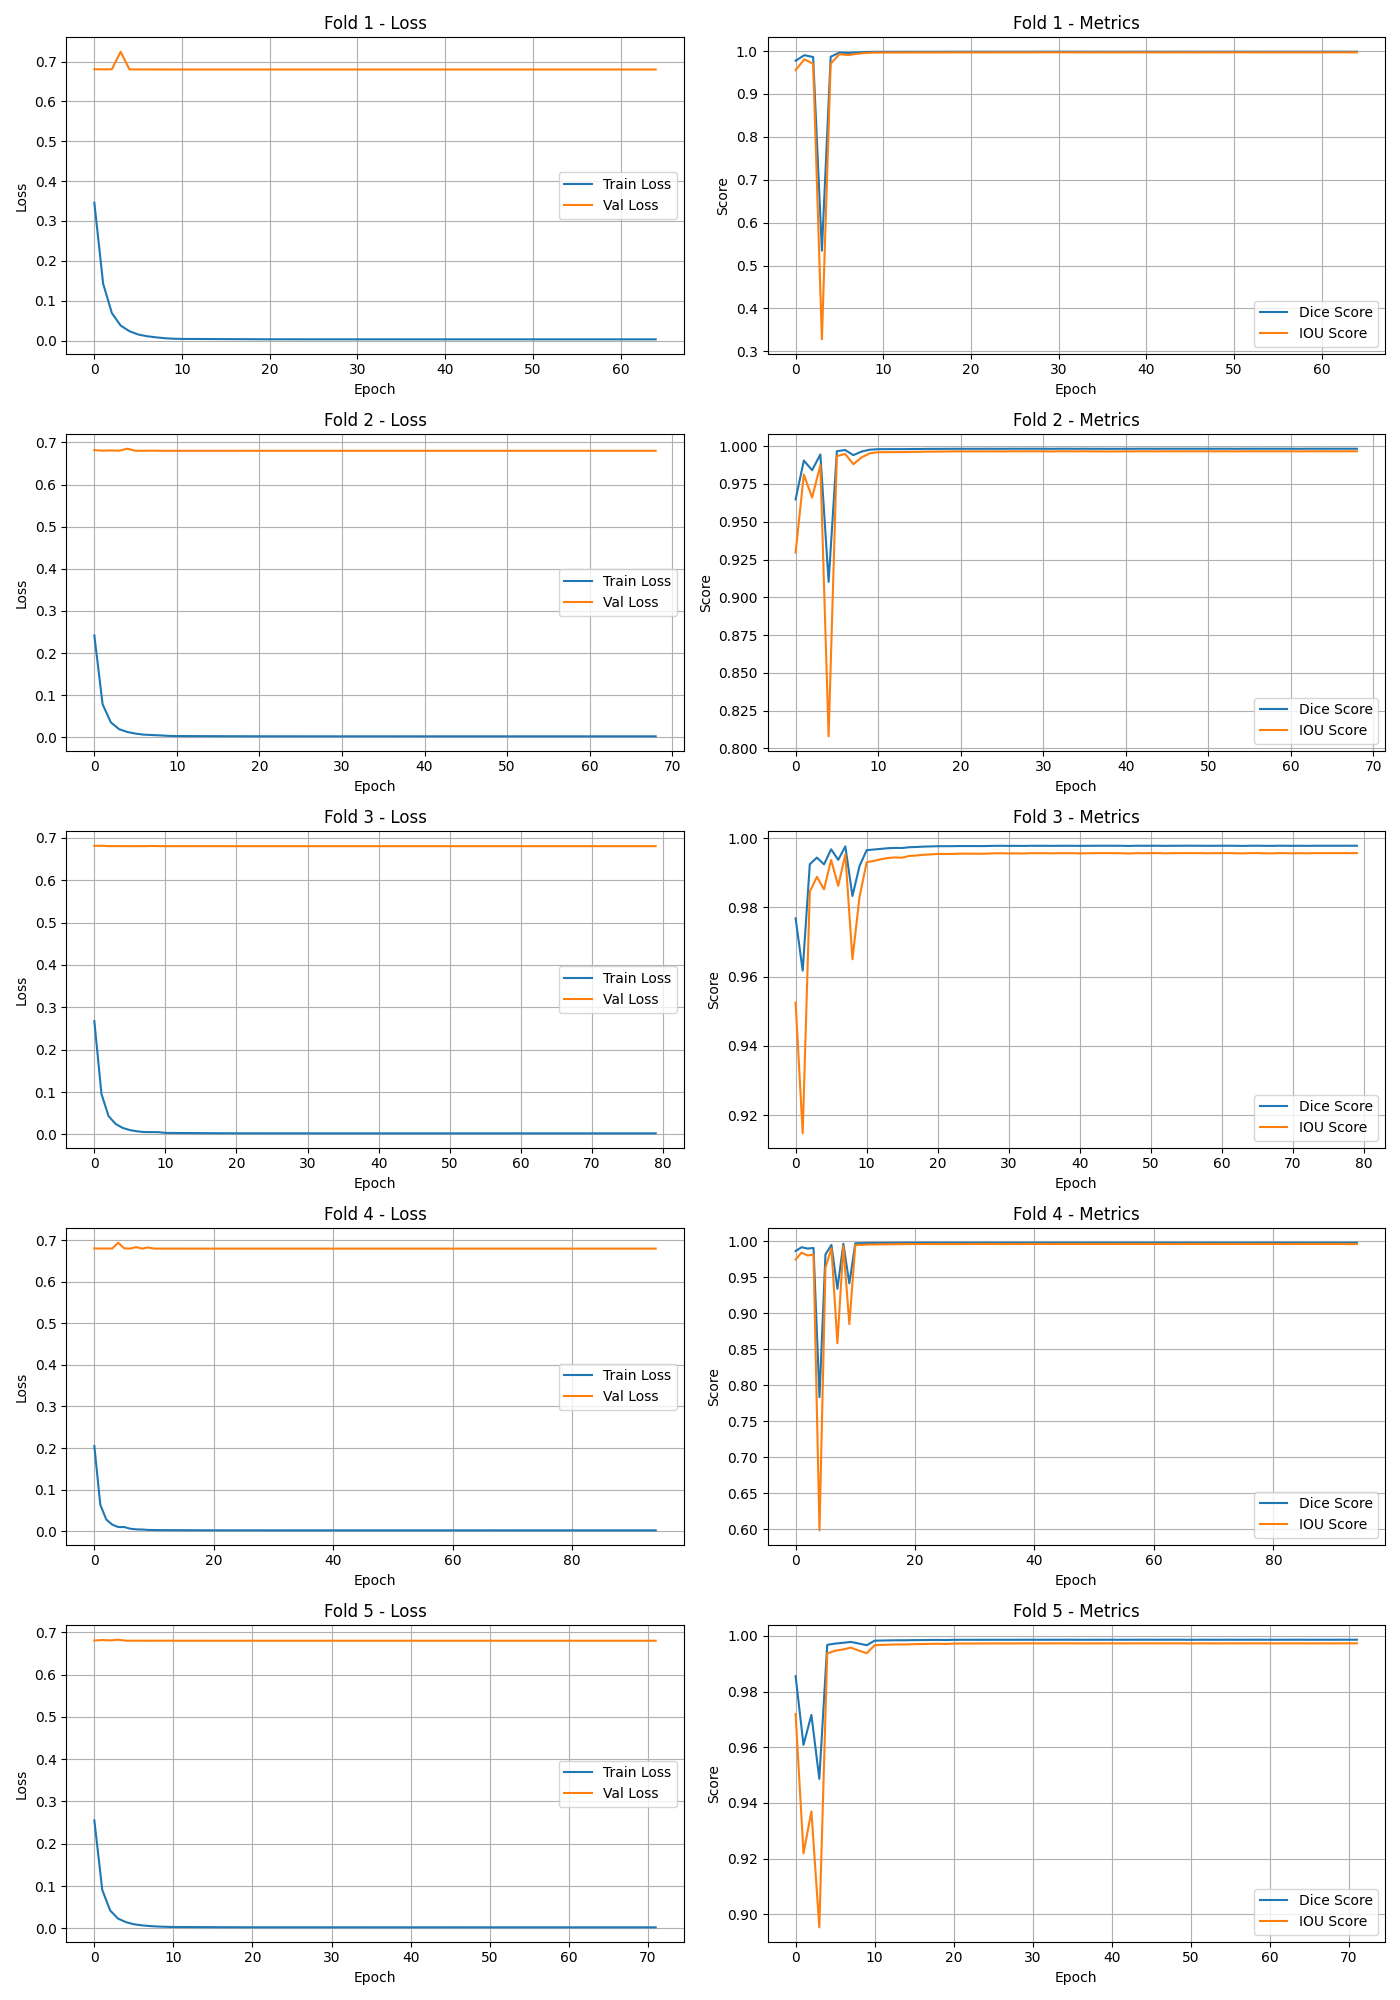 Fold 1 - Loss
Loss
0.7
0.6
0.5
0.4
0.3
0.2
0.1
0.0
Train Loss
Val Loss
0 10 20 30 40 50 60
Epoch
Fold 1 - Metrics
Score
1.0
0.9
0.8
0.7
0.6
0.5
0.4
0.3
Dice Score
IOU Score
0 10 20 30 40 50 60
Epoch
Fold 2 - Loss
Loss
0.7
0.6
0.5
0.4
0.3
0.2
0.1
0.0
Train Loss
Val Loss
0 10 20 30 40 50 60 70
Epoch
Fold 2 - Metrics
Score
1.000
0.975
0.950
0.925
0.900
0.875
0.850
0.825
0.800
Dice Score
IOU Score
0 10 20 30 40 50 60 70
Epoch
Fold 3 - Loss
Loss
0.7
0.6
0.5
0.4
0.3
0.2
0.1
0.0
Train Loss
Val Loss
0 10 20 30 40 50 60 70 80
Epoch
Fold 3 - Metrics
Score
1.00
0.98
0.96
0.94
0.92
Dice Score
IOU Score
0 10 20 30 40 50 60 70 80
Epoch
Fold 4 - Loss
Loss
0.7
0.6
0.5
0.4
0.3
0.2
0.1
0.0
Train Loss
Val Loss
0 20 40 60 80
Epoch
Fold 4 - Metrics
Score
1.00
0.95
0.90
0.85
0.80
0.75
0.70
0.65
0.60
Dice Score
IOU Score
0 20 40 60 80
Epoch
Fold 5 - Loss
Loss
0.7
0.6
0.5
0.4
0.3
0.2
0.1
0.0
Train Loss
Val Loss
0 10 20 30 40 50 60 70
Epoch
Fold 5 - Metrics
Score
1.00
0.98
0.96
0.94
0.92
0.90
Dice Score
IOU Score
0 10 20 30 40 50 60 70
Epoch